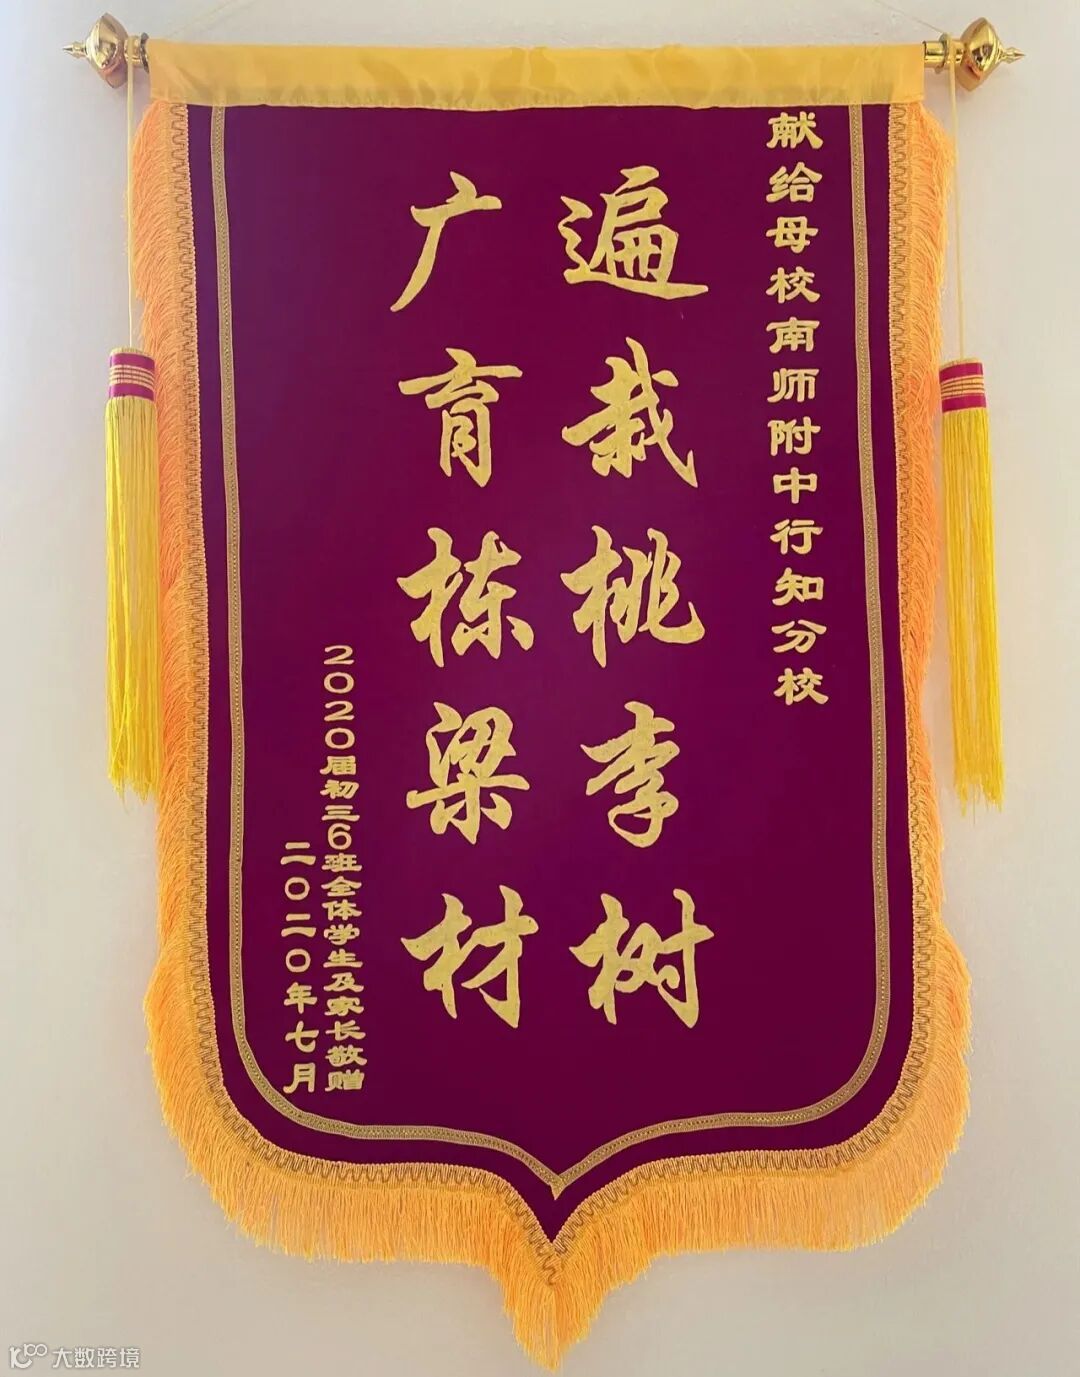 献给母校南师附中行知分校
遍栽桃李树
广育栋梁材
2020届初三6班全体学生及家长敬赠
二〇二〇年七月
大数跨境